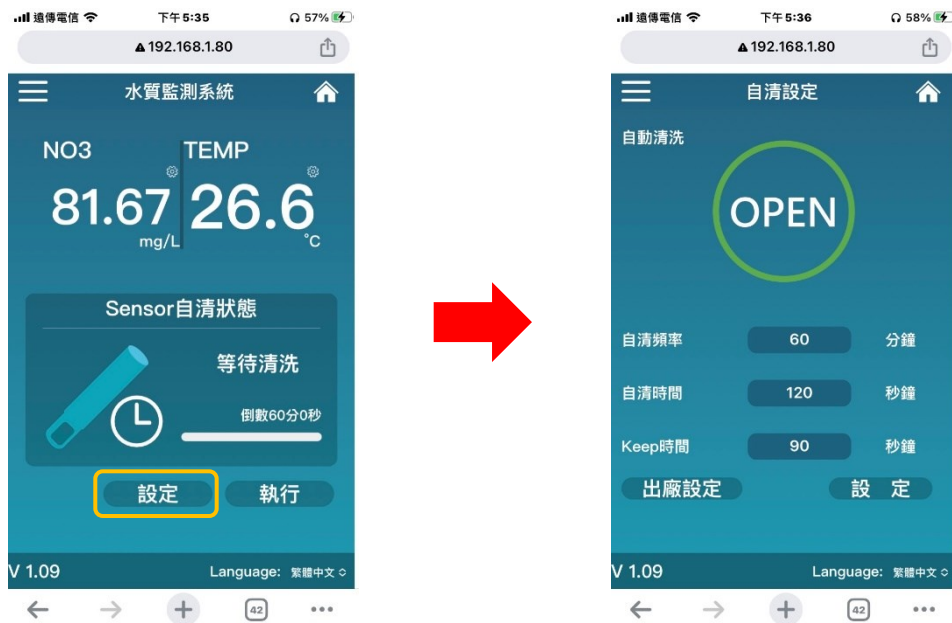 遠傳電信 下午5:35 57%
192.168.1.80
水質監測系統
NO3 TEMP
81.67 26.6
mg/L °C
Sensor自清狀態
等待清洗
倒數60分0秒
設定 執行
V 1.09 Language: 繁體中文
42
遠傳電信 下午5:36 58%
192.168.1.80
自清設定
自動清洗
OPEN
自清頻率 60 分鐘
自清時間 120 秒鐘
Keep時間 90 秒鐘
出廠設定 設 定
V 1.09 Language: 繁體中文
42